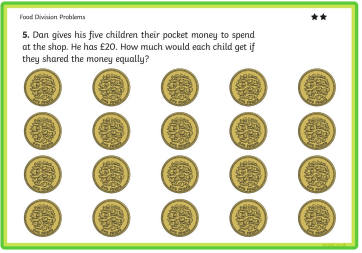 Food Division Problems
5. Dan gives his five children their pocket money to spend
at the shop. He has £20. How much would each child get if
they shared the money equally?